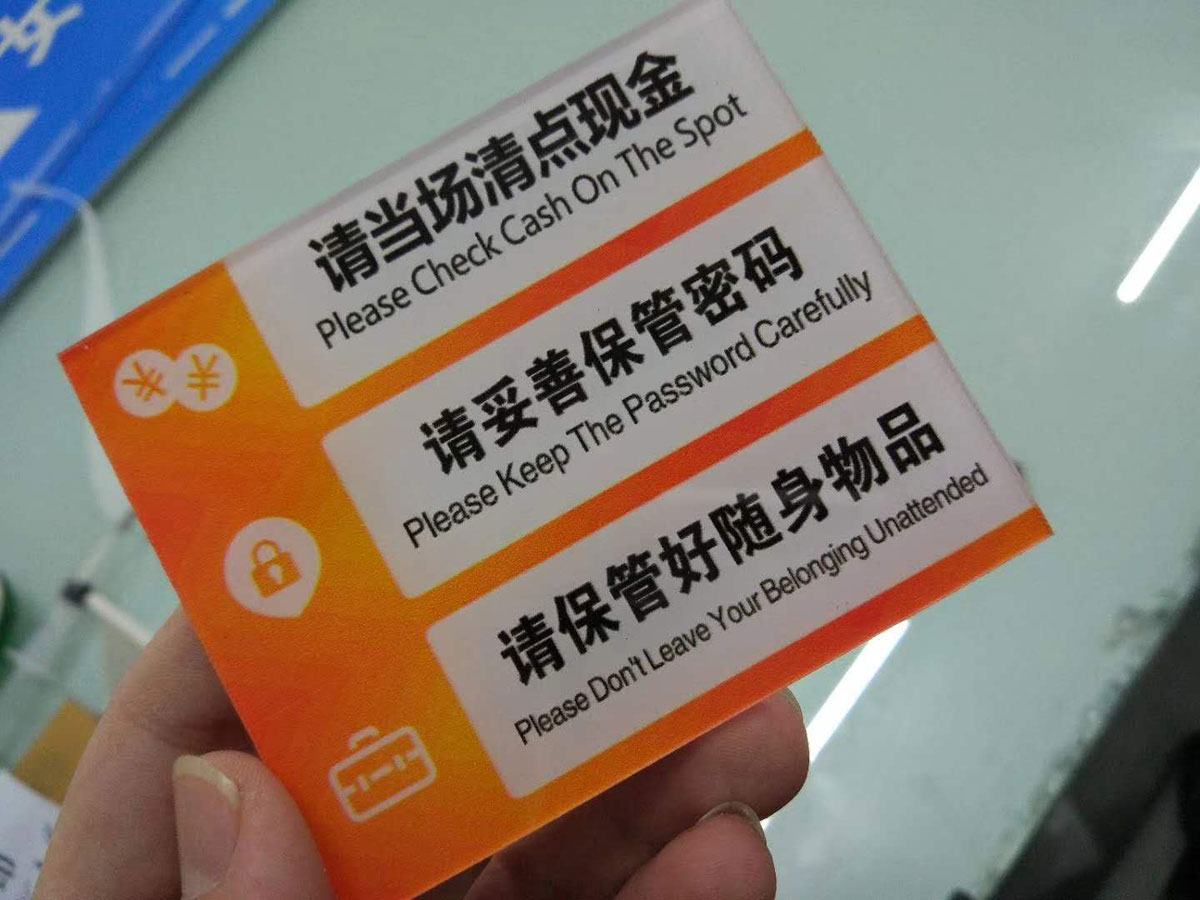 请当场清点现金
Please Check Cash On The Spot
请妥善保管密码
Please Keep The Password Carefully
请保管好随身物品
Please Don't Leave Your Belonging Unattended